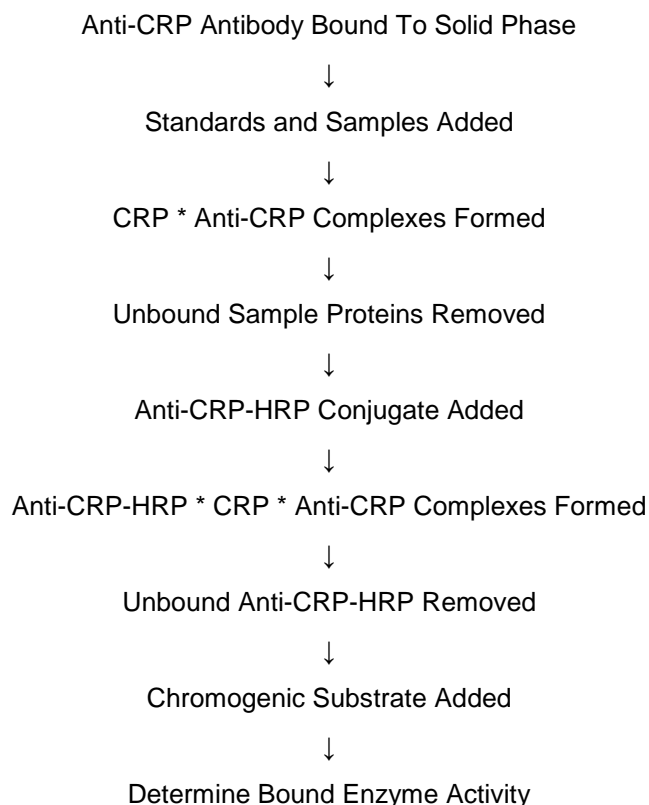 Anti-CRP Antibody Bound To Solid Phase
↓
Standards and Samples Added
↓
CRP * Anti-CRP Complexes Formed
↓
Unbound Sample Proteins Removed
↓
Anti-CRP-HRP Conjugate Added
↓
Anti-CRP-HRP * CRP * Anti-CRP Complexes Formed
↓
Unbound Anti-CRP-HRP Removed
↓
Chromogenic Substrate Added
↓
Determine Bound Enzyme Activity